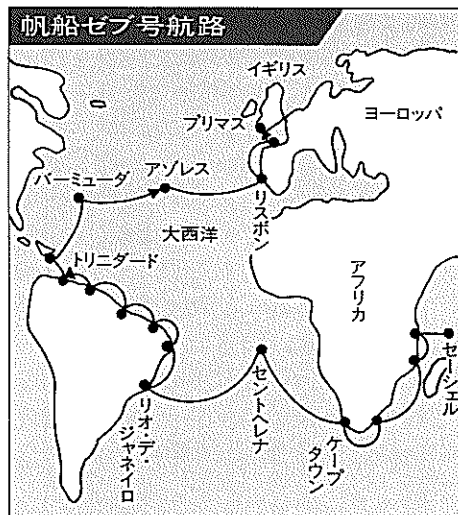 帆船ゼブ号航路
イギリス
プリマス
ヨーロッパ
アゾレス
バーミューダ
リスボン
大西洋
トリニダード
アフリカ
セーシェル
セントヘレナ
リオ・デ・
ジャネイロ
ケープ
タウン